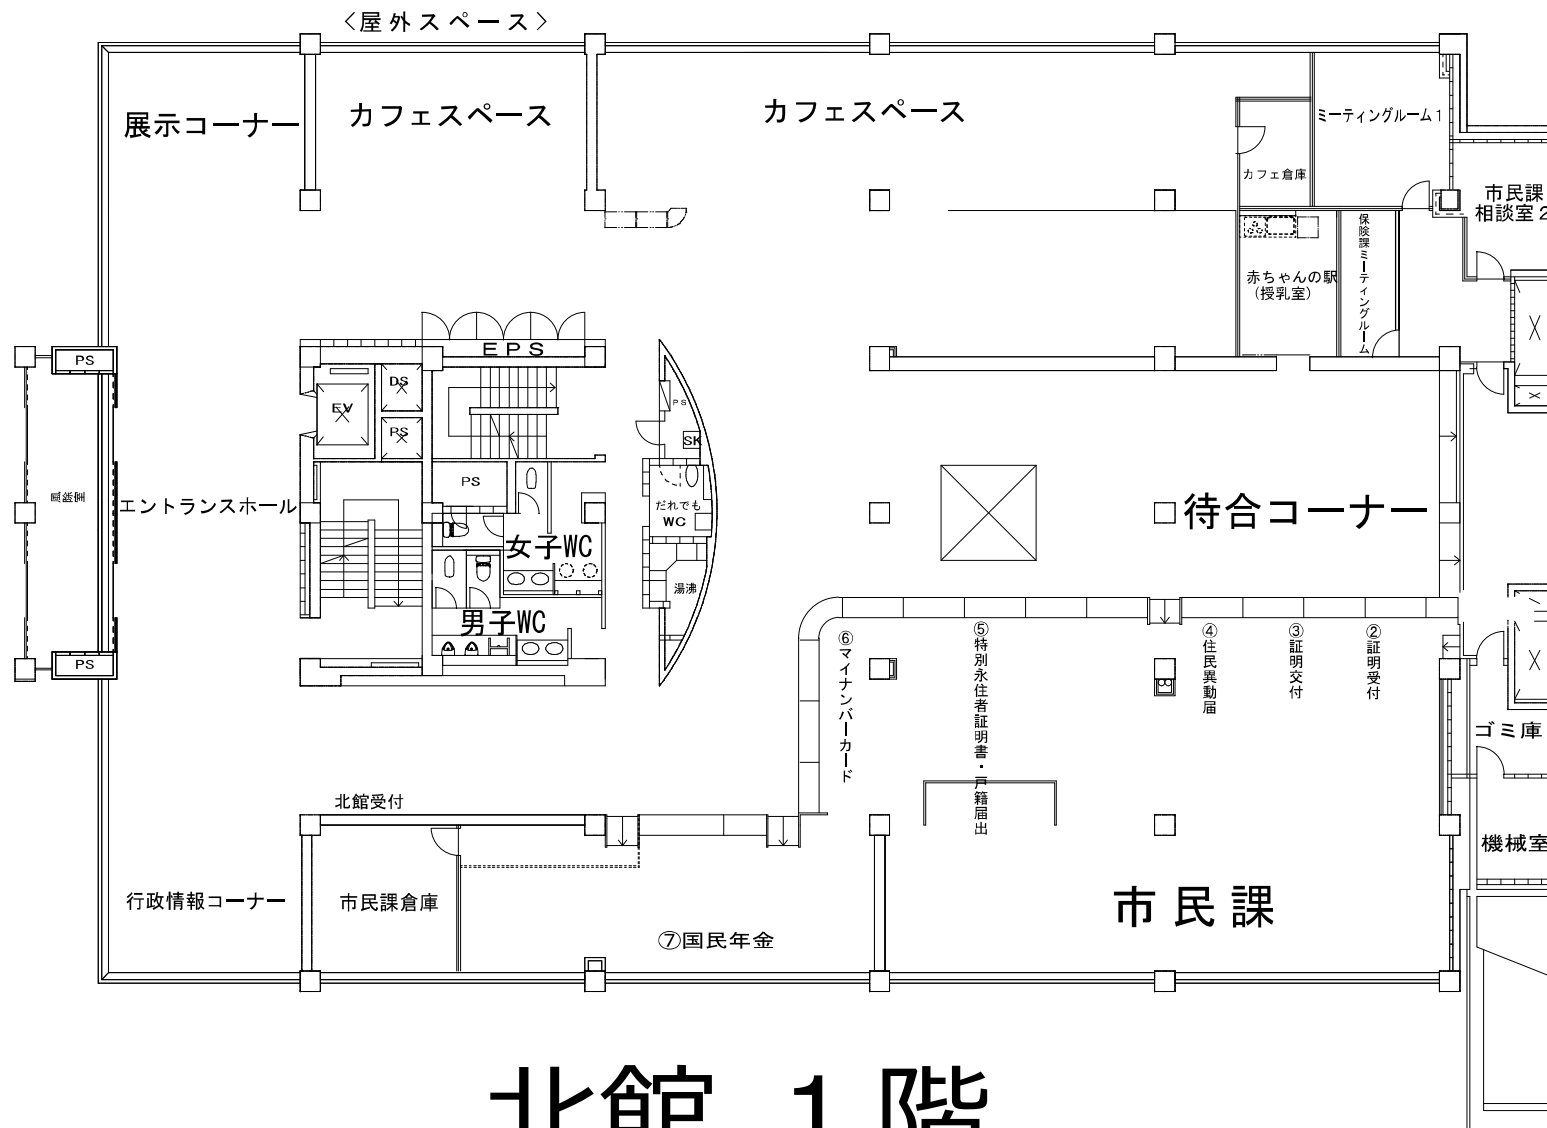 〈屋外スペース〉
展示コーナー
カフェスペース
カフェスペース
ミーティングルーム1
カフェ倉庫
市民課
相談室2
保険課ミーティングルーム
赤ちゃんの駅
(授乳室)
PS
EPS
DS
EV
PS
PS
SK
PS
風除室
エントランスホール
だれでも
WC
女子WC
湯沸
男子WC
待合コーナー
PS
⑥マイナンバーカード
⑤特別永住者証明書・戸籍届出
④住民異動届
③証明交付
②証明受付
ゴミ庫
北館受付
機械室
行政情報コーナー
市民課倉庫
⑦国民年金
市民課
北館 1階